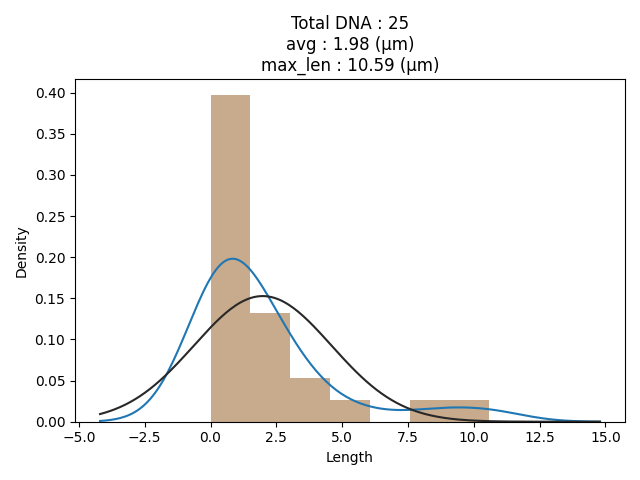 Total DNA : 25
avg : 1.98 (μm)
max_len : 10.59 (μm)
0.40
0.35
0.30
0.25
0.20
0.15
0.10
0.05
0.00
Density
−5.0 −2.5 0.0 2.5 5.0 7.5 10.0 12.5 15.0
Length